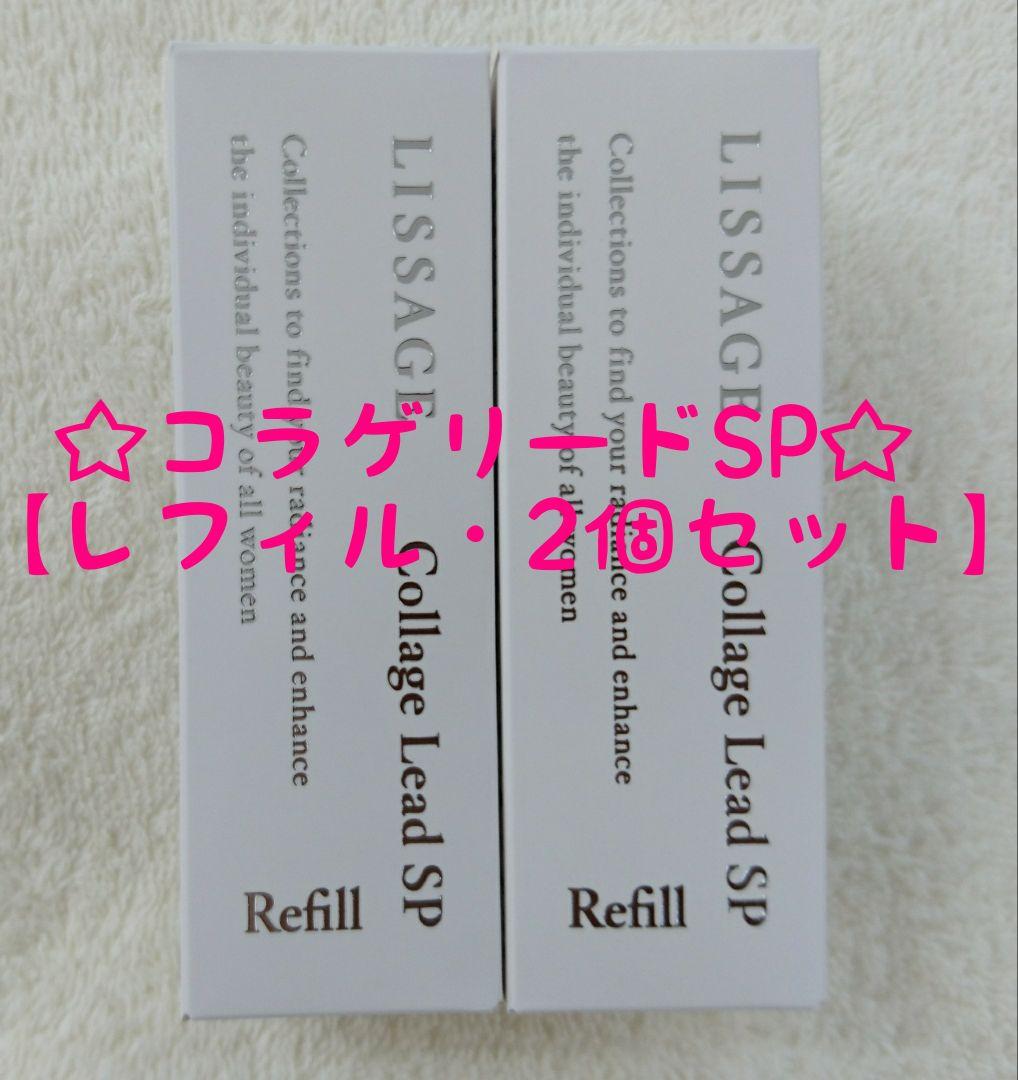 ☆コラゲリードSP☆
【レフィル・2個セット】
LISSAGE Collage Lead SP
Collections to find your radiance and enhance
the individual beauty of all women
Refill
LISSAGE Collage Lead SP
Collections to find your radiance and enhance
the individual beauty of all women
Refill